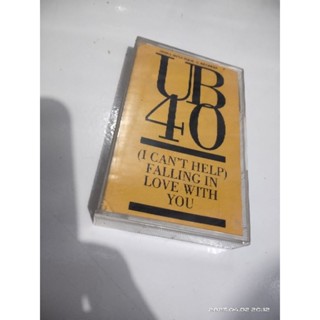 UB
40
(I CAN'T HELP)
FALLING IN
LOVE WITH
YOU